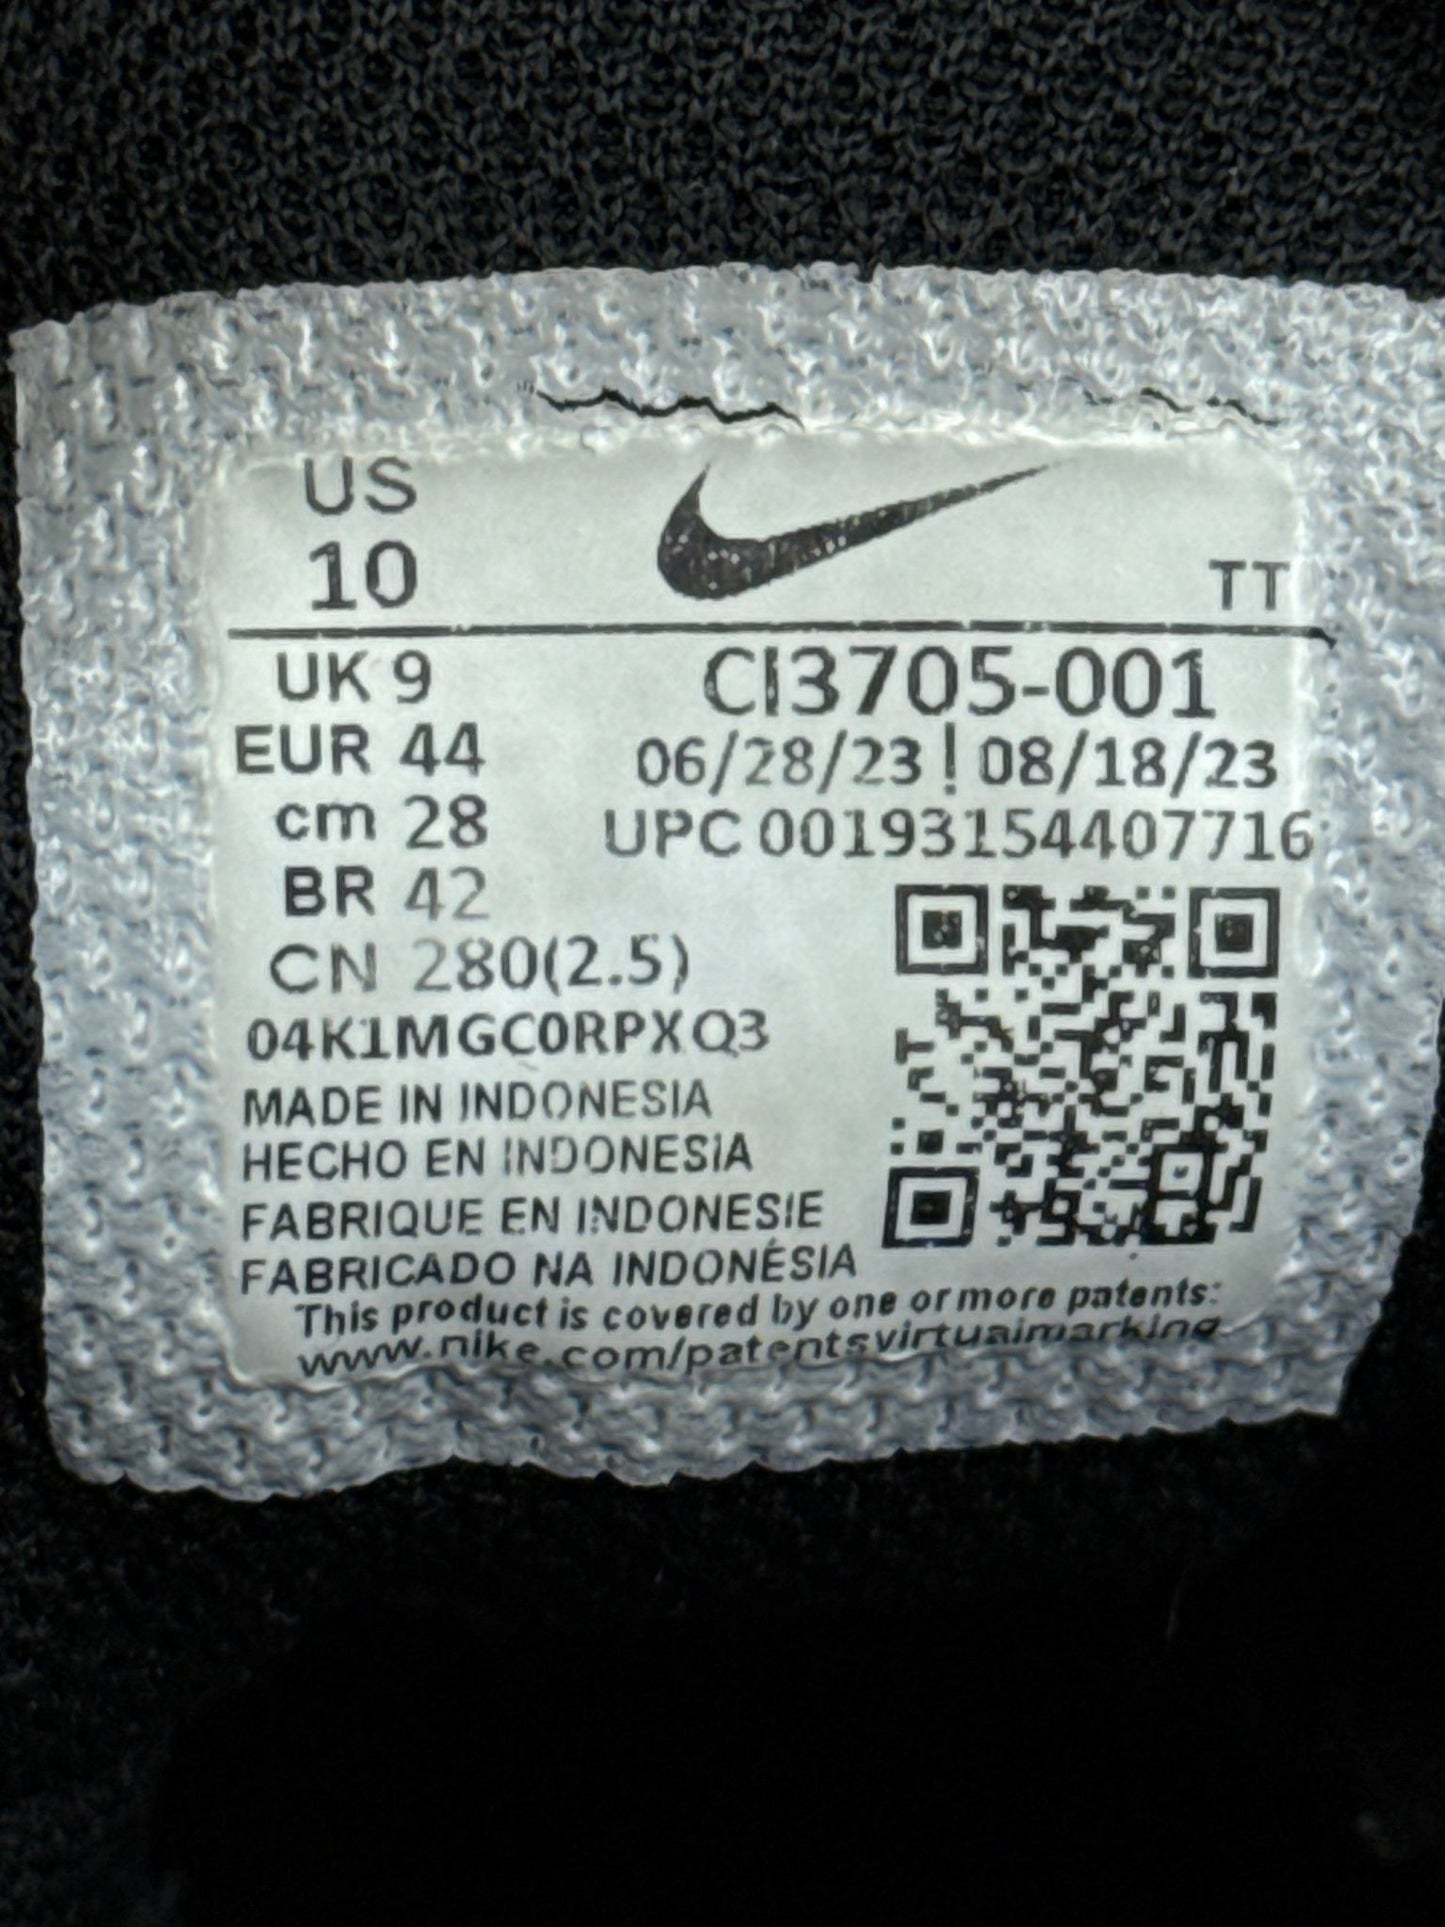 US
10
TT
UK 9
CI3705-001
EUR 44
06/28/23 ! 08/18/23
cm 28
UPC 00193154407716
BR 42
CN 280(2.5)
04K1MGC0RPXQ3
MADE IN INDONESIA
HECHO EN INDONESIA
FABRIQUE EN INDONESIE
FABRICADO NA INDONÉSIA
This product is covered by one or more patents:
www.nike.com/patentsvirtualmarking